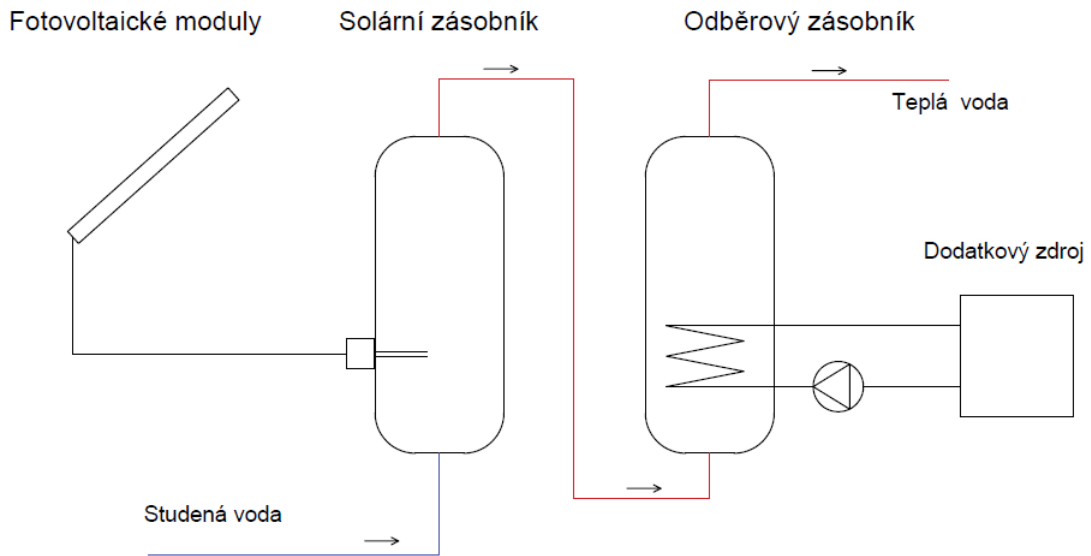 Fotovoltaické moduly
Solární zásobník
Odběrový zásobník
Teplá voda
Dodatkový zdroj
Studená voda